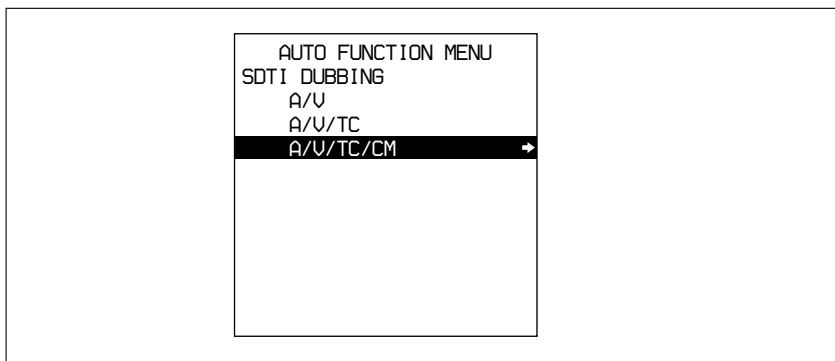 AUTO FUNCTION MENU
SDTI DUBBING
A/V
A/V/TC
A/V/TC/CM ➡